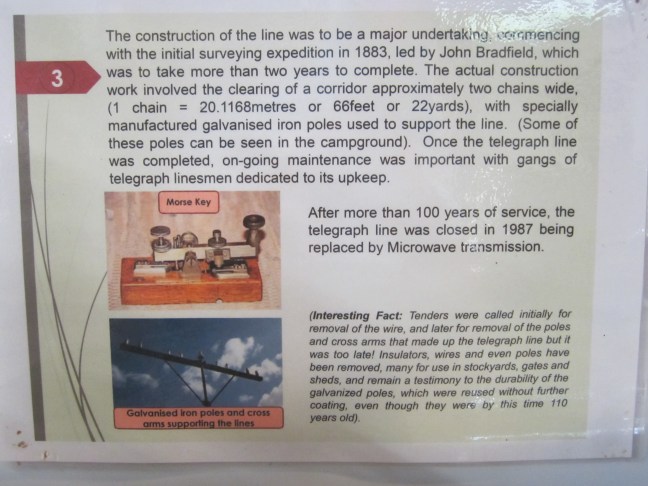 The construction of the line was to be a major undertaking, commencing
with the initial surveying expedition in 1883, led by John Bradfield, which
3
was to take more than two years to complete. The actual construction
work involved the clearing of a corridor approximately two chains wide,
(1 chain = 20.1168metres or 66feet or 22yards), with specially
manufactured galvanised iron poles used to support the line. (Some of
these poles can be seen in the campground). Once the telegraph line
was completed, on-going maintenance was important with gangs of
telegraph linesmen dedicated to its upkeep.
Morse Key
After more than 100 years of service, the
telegraph line was closed in 1987 being
replaced by Microwave transmission.
(Interesting Fact: Tenders were called initially for
removal of the wire, and later for removal of the poles
and cross arms that made up the telegraph line but it
was too late! Insulators, wires and even poles have
been removed, many for use in stockyards, gates and
sheds, and remain a testimony to the durability of the
galvanized poles, which were reused without further
coating, even though they were by this time 110
years old).
Galvanised Iron poles and cross
arms supporting the lines